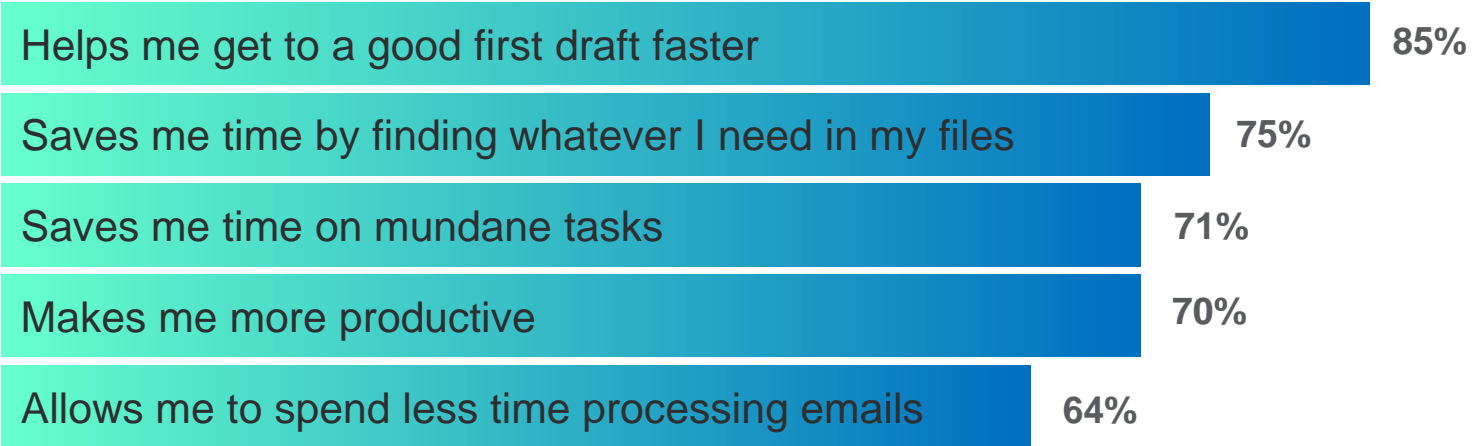 Helps me get to a good first draft faster 85%
Saves me time by finding whatever I need in my files 75%
Saves me time on mundane tasks 71%
Makes me more productive 70%
Allows me to spend less time processing emails 64%